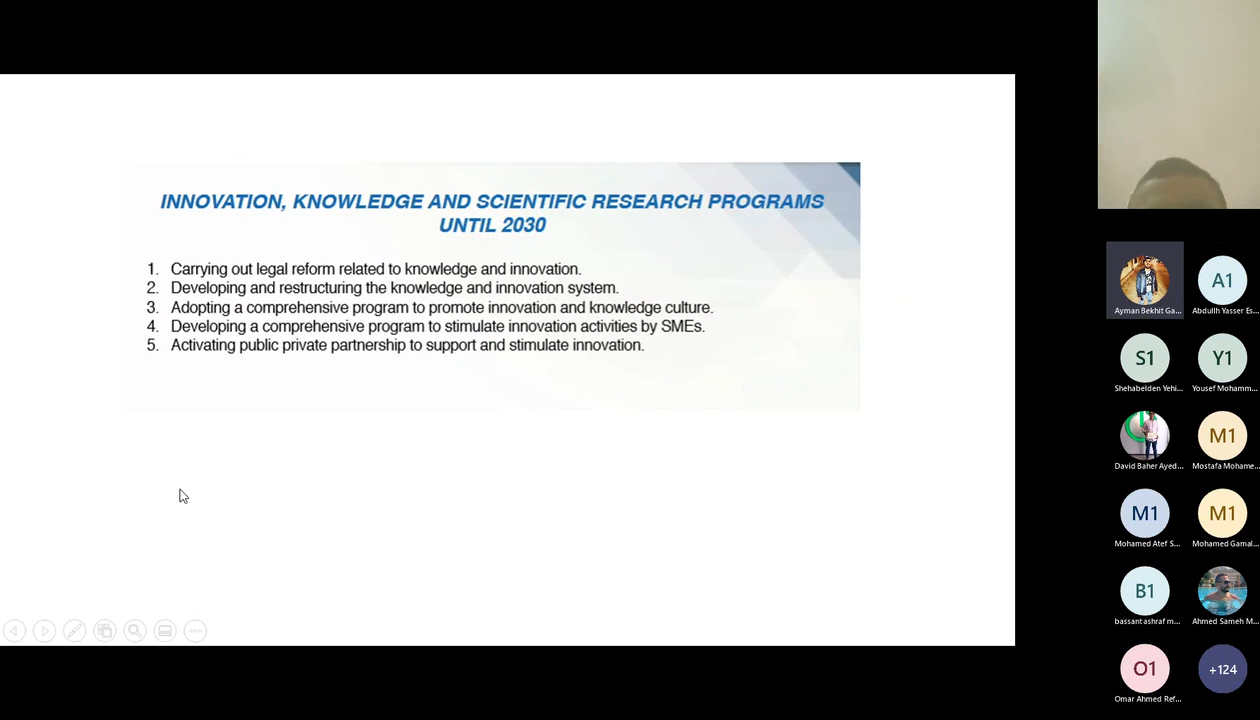 INNOVATION, KNOWLEDGE AND SCIENTIFIC RESEARCH PROGRAMS
UNTIL 2030
1. Carrying out legal reform related to knowledge and innovation.
2. Developing and restructuring the knowledge and innovation system.
3. Adopting a comprehensive program to promote innovation and knowledge culture.
4. Developing a comprehensive program to stimulate innovation activities by SMEs.
5. Activating public private partnership to support and stimulate innovation.
Ayman Bekhit Ga...
A1
Abdullh Yasser Es...
S1
Shehabelden Yehi...
Y1
Yousef Mohamm...
David Baher Ayed...
M1
Mostafa Mohame...
M1
Mohamed Atef S...
M1
Mohamed Gamal...
B1
bassant ashraf m...
Ahmed Sameh M...
O1
Omar Ahmed Ref...
+124